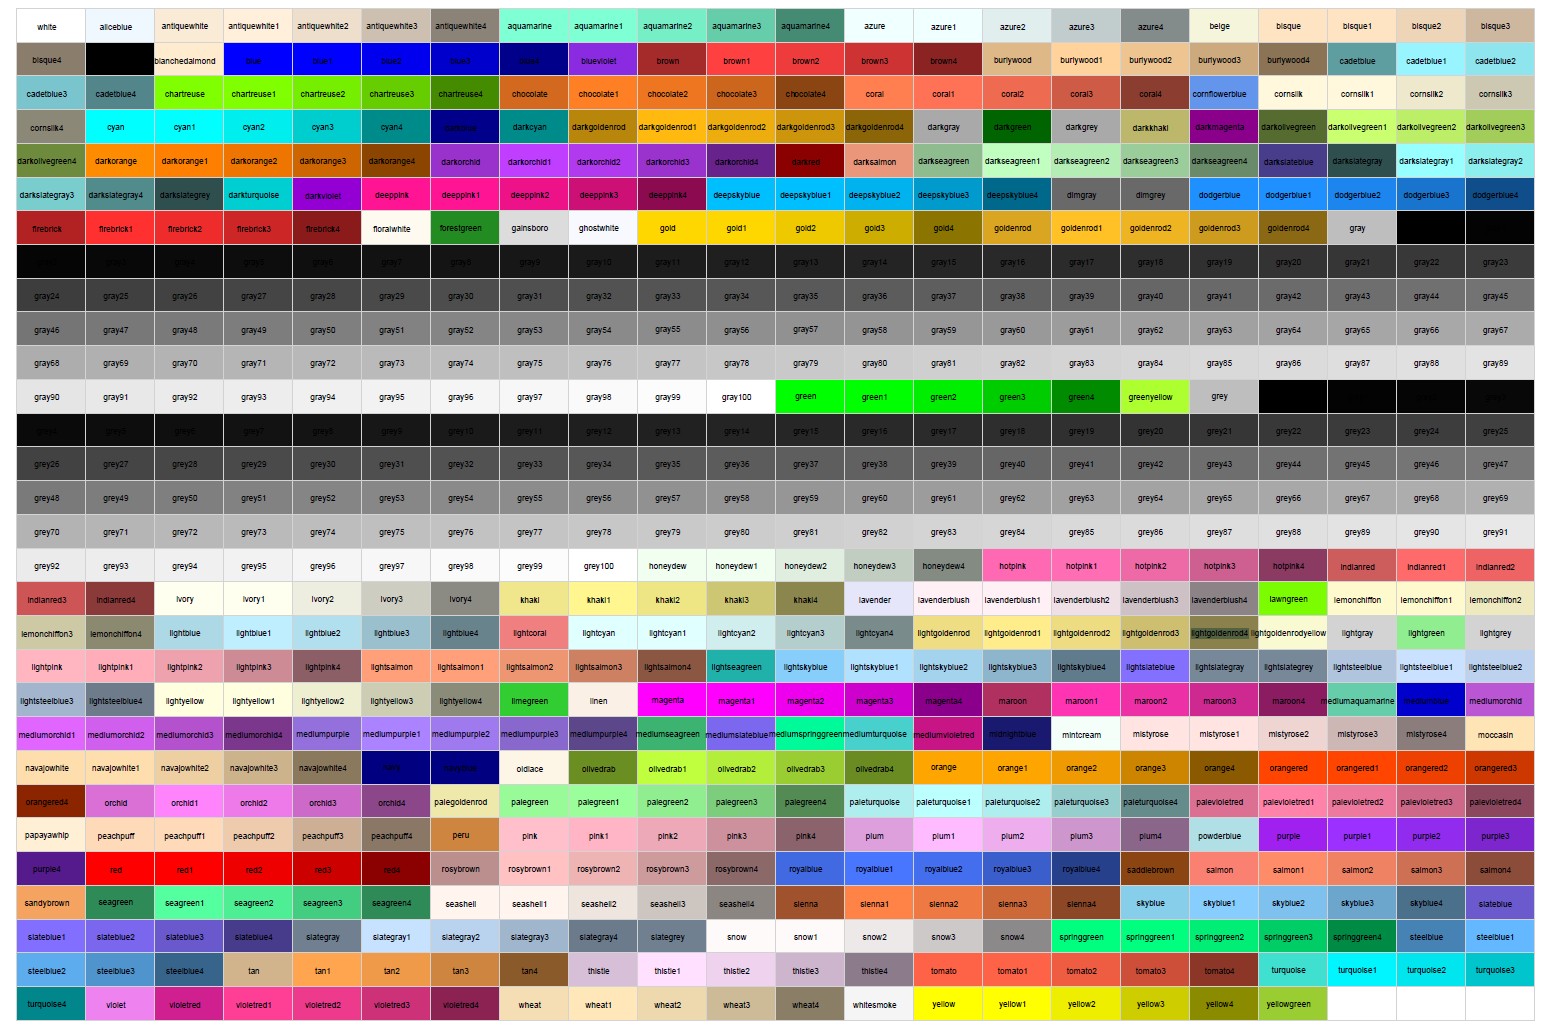 white aliceblue antiquewhite antiquewhite1 antiquewhite2 antiquewhite3 antiquewhite4 aquamarine aquamarine1 aquamarine2 aquamarine3 aquamarine4 azure azure1 azure2 azure3 azure4 beige bisque bisque1 bisque2 bisque3
bisque4 blanchedalmond blue blue1 blue2 blue3 blue4 blueviolet brown brown1 brown2 brown3 brown4 burlywood burlywood1 burlywood2 burlywood3 burlywood4 cadetblue cadetblue1 cadetblue2
cadetblue3 cadetblue4 chartreuse chartreuse1 chartreuse2 chartreuse3 chartreuse4 chocolate chocolate1 chocolate2 chocolate3 chocolate4 coral coral1 coral2 coral3 coral4 cornflowerblue cornsilk cornsilk1 cornsilk2 cornsilk3
cornsilk4 cyan cyan1 cyan2 cyan3 cyan4 darkblue darkcyan darkgoldenrod darkgoldenrod1 darkgoldenrod2 darkgoldenrod3 darkgoldenrod4 darkgray darkgreen darkgrey darkkhaki darkmagenta darkolivegreen darkolivegreen1 darkolivegreen2 darkolivegreen3
darkolivegreen4 darkorange darkorange1 darkorange2 darkorange3 darkorange4 darkorchid darkorchid1 darkorchid2 darkorchid3 darkorchid4 darkred darksalmon darkseagreen darkseagreen1 darkseagreen2 darkseagreen3 darkseagreen4 darkslateblue darkslategray darkslategray1 darkslategray2
darkslategray3 darkslategray4 darkslategrey darkturquoise darkviolet deeppink deeppink1 deeppink2 deeppink3 deeppink4 deepskyblue deepskyblue1 deepskyblue2 deepskyblue3 deepskyblue4 dimgray dimgrey dodgerblue dodgerblue1 dodgerblue2 dodgerblue3 dodgerblue4
firebrick firebrick1 firebrick2 firebrick3 firebrick4 floralwhite forestgreen gainsboro ghostwhite gold gold1 gold2 gold3 gold4 goldenrod goldenrod1 goldenrod2 goldenrod3 goldenrod4 gray
gray5 gray6 gray7 gray8 gray9 gray10 gray11 gray12 gray13 gray14 gray15 gray16 gray17 gray18 gray19 gray20 gray21 gray22 gray23
gray24 gray25 gray26 gray27 gray28 gray29 gray30 gray31 gray32 gray33 gray34 gray35 gray36 gray37 gray38 gray39 gray40 gray41 gray42 gray43 gray44 gray45
gray46 gray47 gray48 gray49 gray50 gray51 gray52 gray53 gray54 gray55 gray56 gray57 gray58 gray59 gray60 gray61 gray62 gray63 gray64 gray65 gray66 gray67
gray68 gray69 gray70 gray71 gray72 gray73 gray74 gray75 gray76 gray77 gray78 gray79 gray80 gray81 gray82 gray83 gray84 gray85 gray86 gray87 gray88 gray89
gray90 gray91 gray92 gray93 gray94 gray95 gray96 gray97 gray98 gray99 gray100 green green1 green2 green3 green4 greenyellow grey
grey5 grey6 grey7 grey8 grey9 grey10 grey11 grey12 grey13 grey14 grey15 grey16 grey17 grey18 grey19 grey20 grey21 grey22 grey23 grey24 grey25
grey26 grey27 grey28 grey29 grey30 grey31 grey32 grey33 grey34 grey35 grey36 grey37 grey38 grey39 grey40 grey41 grey42 grey43 grey44 grey45 grey46 grey47
grey48 grey49 grey50 grey51 grey52 grey53 grey54 grey55 grey56 grey57 grey58 grey59 grey60 grey61 grey62 grey63 grey64 grey65 grey66 grey67 grey68 grey69
grey70 grey71 grey72 grey73 grey74 grey75 grey76 grey77 grey78 grey79 grey80 grey81 grey82 grey83 grey84 grey85 grey86 grey87 grey88 grey89 grey90 grey91
grey92 grey93 grey94 grey95 grey96 grey97 grey98 grey99 grey100 honeydew honeydew1 honeydew2 honeydew3 honeydew4 hotpink hotpink1 hotpink2 hotpink3 hotpink4 indianred indianred1 indianred2
indianred3 indianred4 ivory ivory1 ivory2 ivory3 ivory4 khaki khaki1 khaki2 khaki3 khaki4 lavender lavenderblush lavenderblush1 lavenderblush2 lavenderblush3 lavenderblush4 lawngreen lemonchiffon lemonchiffon1 lemonchiffon2
lemonchiffon3 lemonchiffon4 lightblue lightblue1 lightblue2 lightblue3 lightblue4 lightcoral lightcyan lightcyan1 lightcyan2 lightcyan3 lightcyan4 lightgoldenrod lightgoldenrod1 lightgoldenrod2 lightgoldenrod3 lightgoldenrod4 lightgoldenrodyellow lightgray lightgreen lightgrey
lightpink lightpink1 lightpink2 lightpink3 lightpink4 lightsalmon lightsalmon1 lightsalmon2 lightsalmon3 lightsalmon4 lightseagreen lightskyblue lightskyblue1 lightskyblue2 lightskyblue3 lightskyblue4 lightslateblue lightslategray lightslategrey lightsteelblue lightsteelblue1 lightsteelblue2
lightsteelblue3 lightsteelblue4 lightyellow lightyellow1 lightyellow2 lightyellow3 lightyellow4 limegreen linen magenta magenta1 magenta2 magenta3 magenta4 maroon maroon1 maroon2 maroon3 maroon4 mediumaquamarine mediumblue mediumorchid
mediumorchid1 mediumorchid2 mediumorchid3 mediumorchid4 mediumpurple mediumpurple1 mediumpurple2 mediumpurple3 mediumpurple4 mediumseagreen mediumslateblue mediumspringgreen mediumturquoise mediumvioletred midnightblue mintcream mistyrose mistyrose1 mistyrose2 mistyrose3 mistyrose4 moccasin
navajowhite navajowhite1 navajowhite2 navajowhite3 navajowhite4 navy navyblue oldlace olivedrab olivedrab1 olivedrab2 olivedrab3 olivedrab4 orange orange1 orange2 orange3 orange4 orangered orangered1 orangered2 orangered3
orangered4 orchid orchid1 orchid2 orchid3 orchid4 palegoldenrod palegreen palegreen1 palegreen2 palegreen3 palegreen4 paleturquoise paleturquoise1 paleturquoise2 paleturquoise3 paleturquoise4 palevioletred palevioletred1 palevioletred2 palevioletred3 palevioletred4
papayawhip peachpuff peachpuff1 peachpuff2 peachpuff3 peachpuff4 peru pink pink1 pink2 pink3 pink4 plum plum1 plum2 plum3 plum4 powderblue purple purple1 purple2 purple3
purple4 red red1 red2 red3 red4 rosybrown rosybrown1 rosybrown2 rosybrown3 rosybrown4 royalblue royalblue1 royalblue2 royalblue3 royalblue4 saddlebrown salmon salmon1 salmon2 salmon3 salmon4
sandybrown seagreen seagreen1 seagreen2 seagreen3 seagreen4 seashell seashell1 seashell2 seashell3 seashell4 sienna sienna1 sienna2 sienna3 sienna4 skyblue skyblue1 skyblue2 skyblue3 skyblue4 slateblue
slateblue1 slateblue2 slateblue3 slateblue4 slategray slategray1 slategray2 slategray3 slategray4 slategrey snow snow1 snow2 snow3 snow4 springgreen springgreen1 springgreen2 springgreen3 springgreen4 steelblue steelblue1
steelblue2 steelblue3 steelblue4 tan tan1 tan2 tan3 tan4 thistle thistle1 thistle2 thistle3 thistle4 tomato tomato1 tomato2 tomato3 tomato4 turquoise turquoise1 turquoise2 turquoise3
turquoise4 violet violetred violetred1 violetred2 violetred3 violetred4 wheat wheat1 wheat2 wheat3 wheat4 whitesmoke yellow yellow1 yellow2 yellow3 yellow4 yellowgreen